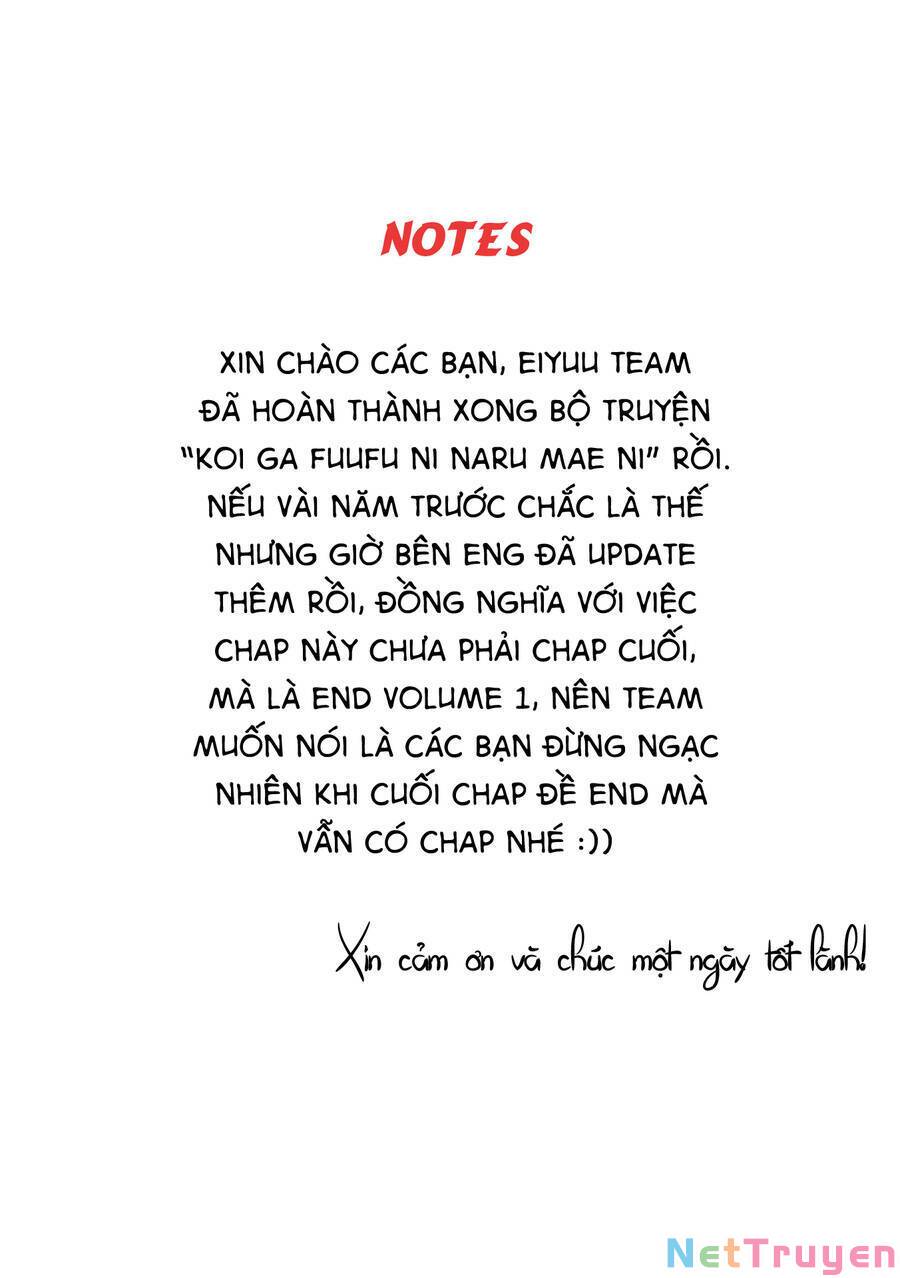 NOTES
XIN CHÀO CÁC BẠN, EIYUU TEAM
ĐÃ HOÀN THÀNH XONG BỘ TRUYỆN
“KOI GA FUUFU NI NARU MAE NI” RỒI.
NẾU VÀI NĂM TRƯỚC CHẮC LÀ THẾ
NHƯNG GIỜ BÊN ENG ĐÃ UPDATE
THÊM RỒI, ĐỒNG NGHĨA VỚI VIỆC
CHAP NÀY CHƯA PHẢI CHAP CUỐI,
MÀ LÀ END VOLUME 1, NÊN TEAM
MUỐN NÓI LÀ CÁC BẠN ĐỪNG NGẠC
NHIÊN KHI CUỐI CHAP ĐỀ END MÀ
VẪN CÓ CHAP NHÉ :))
Xin cảm ơn và chúc một ngày tốt lành!
NetTruyen